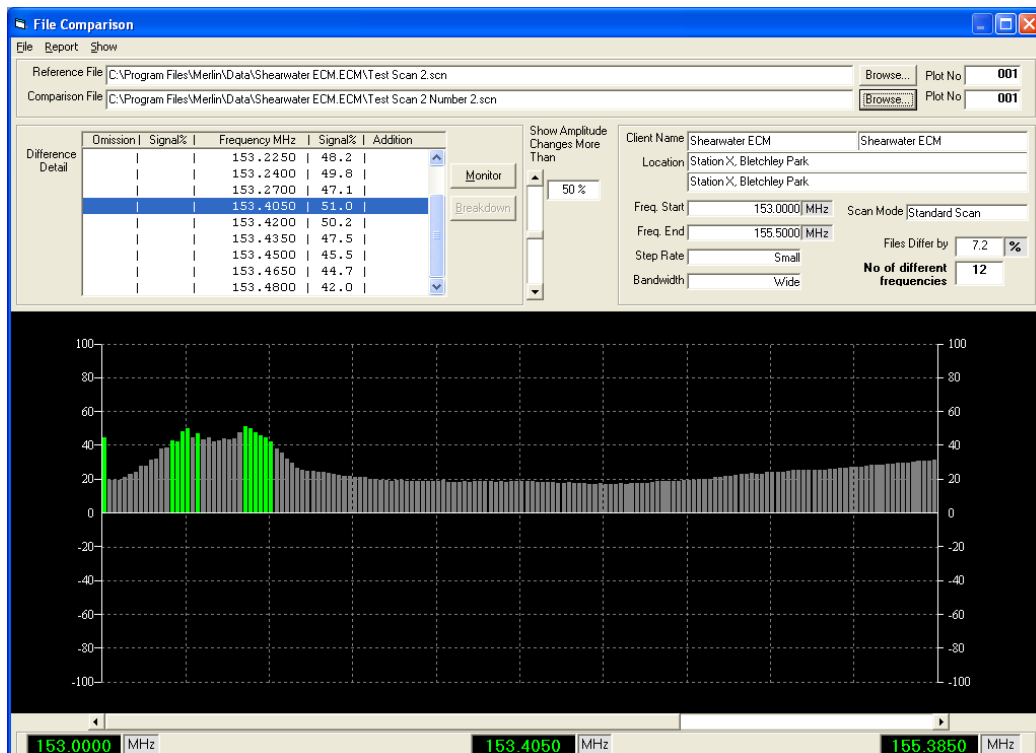 File Comparison
File Report Show
Reference File C:\Program Files\Merlin\Data\Shearwater ECM.ECM\Test Scan 2.scn Browse... Plot No 001
Comparison File C:\Program Files\Merlin\Data\Shearwater ECM.ECM\Test Scan 2 Number 2.scn Browse... Plot No 001
Difference Detail
Omission | Signal% | Frequency MHz | Signal% | Addition
| | 153.2250 | 48.2 |
| | 153.2400 | 49.8 |
| | 153.2700 | 47.1 |
| | 153.4050 | 51.0 |
| | 153.4200 | 50.2 |
| | 153.4350 | 47.5 |
| | 153.4500 | 45.5 |
| | 153.4650 | 44.7 |
| | 153.4800 | 42.0 |
Monitor
Breakdown
Show Amplitude
Changes More
Than
50 %
Client Name Shearwater ECM Shearwater ECM
Location Station X, Bletchley Park
Station X, Bletchley Park
Freq. Start 153.0000 MHz
Freq. End 155.5000 MHz
Step Rate Small
Bandwidth Wide
Scan Mode Standard Scan
Files Differ by 7.2 %
No of different
frequencies 12
100 100
80 80
60 60
40 40
20 20
0 0
-20 -20
-40 -40
-60 -60
-80 -80
-100 -100
153.0000 MHz 153.4050 MHz 155.3850 MHz